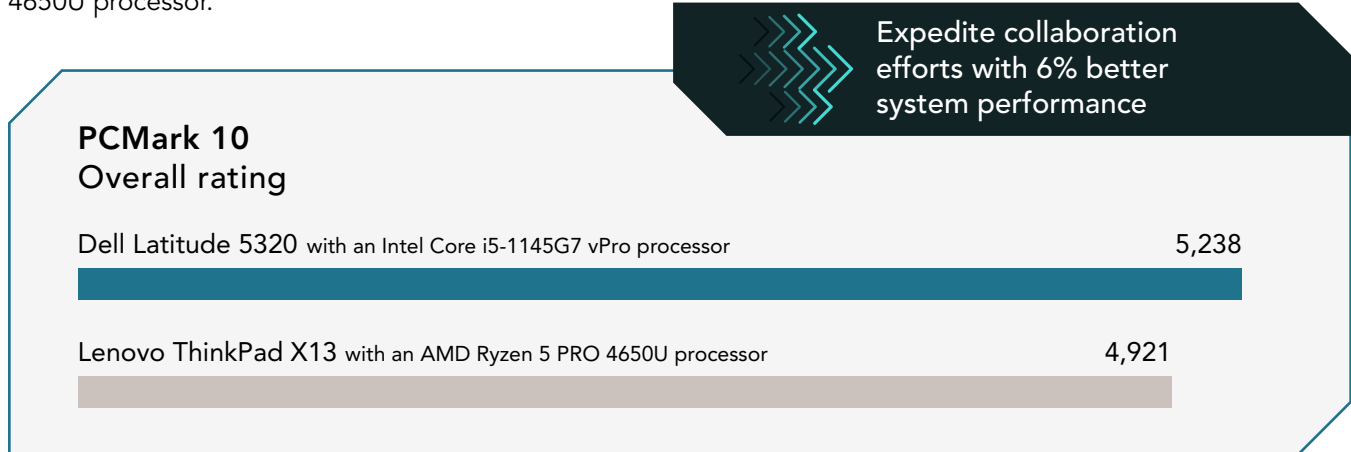 4650U processor.
Expedite collaboration
efforts with 6% better
system performance
PCMark 10
Overall rating
Dell Latitude 5320 with an Intel Core i5-1145G7 vPro processor 5,238
Lenovo ThinkPad X13 with an AMD Ryzen 5 PRO 4650U processor 4,921